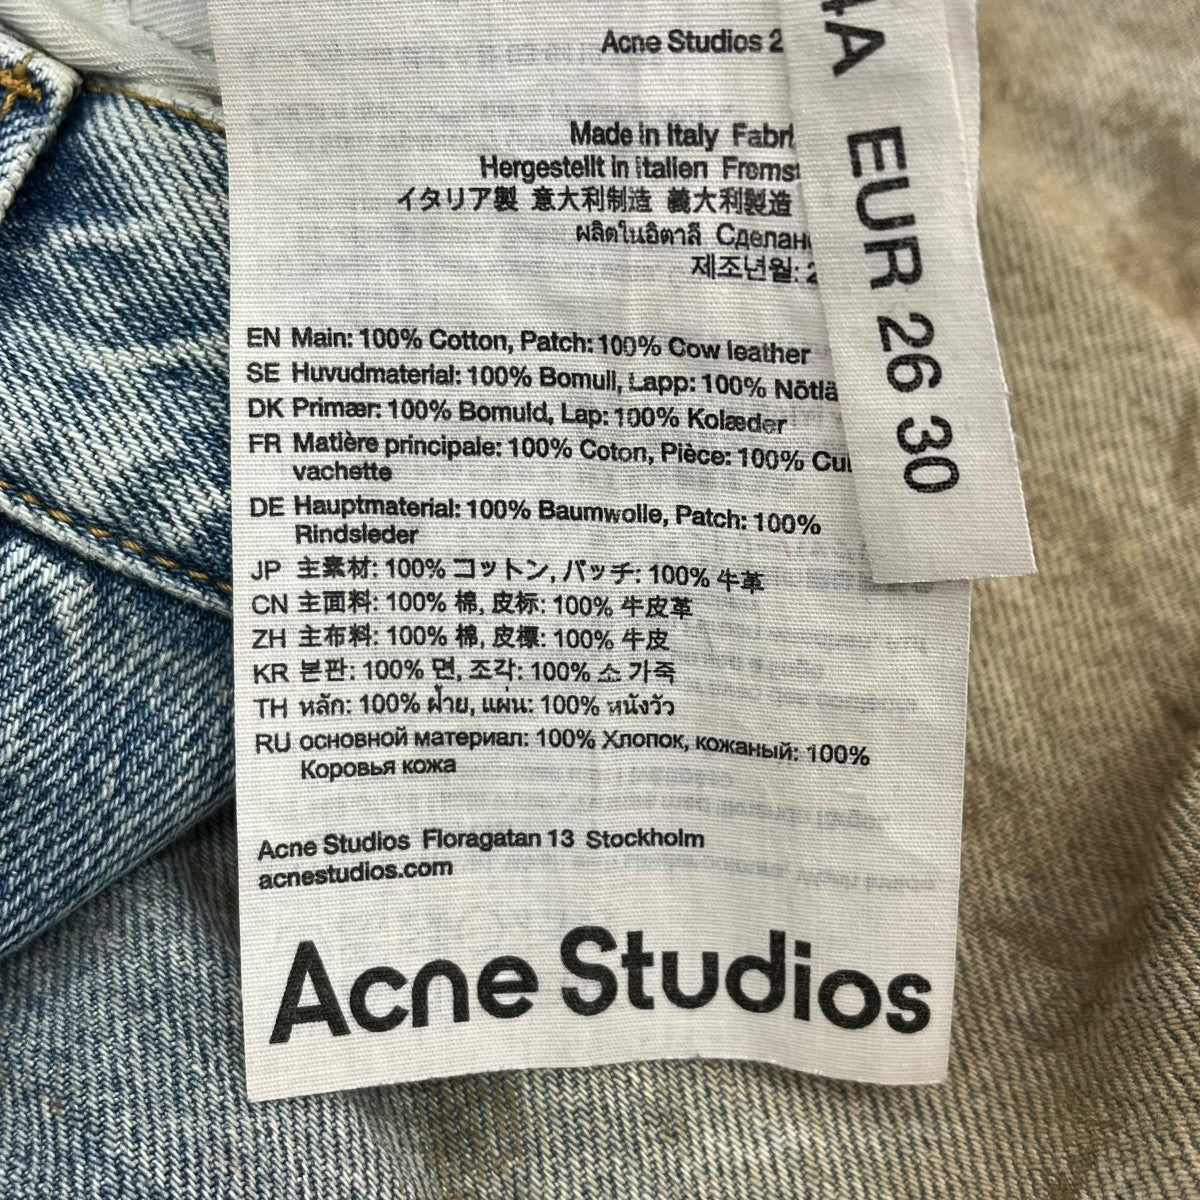 Acne Studios 2
Made in Italy Fabri
Hergestellt in Italien Fremst
イタリア製 意大利制造 義大利製造
ผลิตในอิตาลี Сделан
제조년월: 2
EN Main: 100% Cotton, Patch: 100% Cow leather
SE Huvudmaterial: 100% Bomull, Lapp: 100% Nötlä
DK Primær: 100% Bomuld, Lap: 100% Kolæder
FR Matière principale: 100% Coton, Pièce: 100% Cui
vachette
DE Hauptmaterial: 100% Baumwolle, Patch: 100%
Rindsleder
JP 主素材: 100% コットン, パッチ: 100% 牛革
CN 主面料: 100% 棉, 皮标: 100% 牛皮革
ZH 主布料: 100% 棉, 皮標: 100% 牛皮
KR 본판: 100% 면, 조각: 100% 소 가죽
TH หลัก: 100% ฝ้าย, แผ่น: 100% หนังวัว
RU основной материал: 100% Хлопок, кожаный: 100%
Коровья кожа
Acne Studios Floragatan 13 Stockholm
acnestudios.com
Acne Studios
4A EUR 26 30